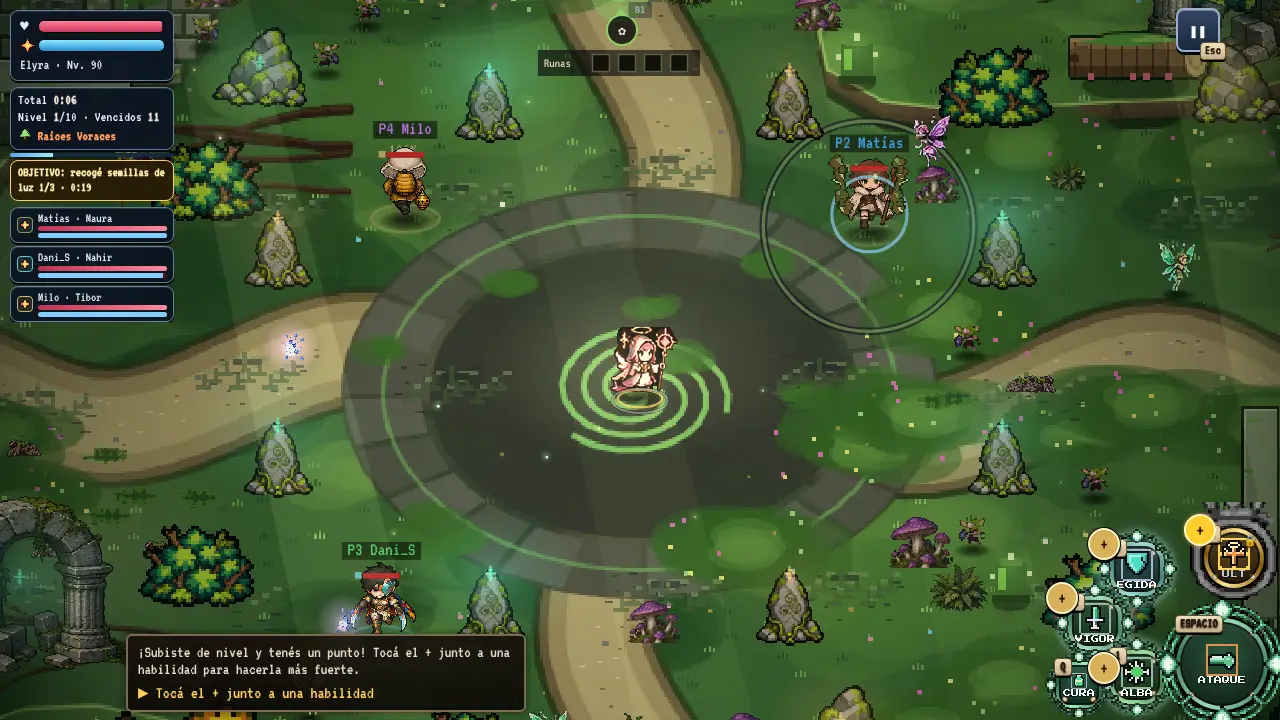 B1
Esc
Elyra · Nv. 90
Runas
Total 0:06
Nivel 1/10 · Vencidos 11
Raíces Voraces
P4 Milo
P2 Matías
OBJETIVO: recogé semillas de
luz 1/3 · 0:19
Matías · Maura
Dani_S · Nahir
Milo · Tibor
P3 Dani_S
+
ULT
+
EGIDA
+
VIGOR
ESPACIO
ATAQUE
Q
CURA
+
ALBA
¡Subiste de nivel y tenés un punto! Tocá el + junto a una
habilidad para hacerla más fuerte.
▶ Tocá el + junto a una habilidad